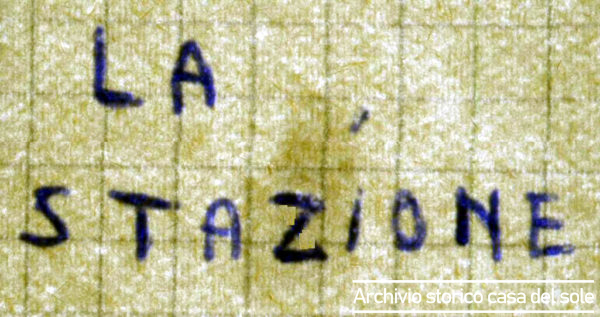 LA
STAZIONE
Archivio storico casa del sole